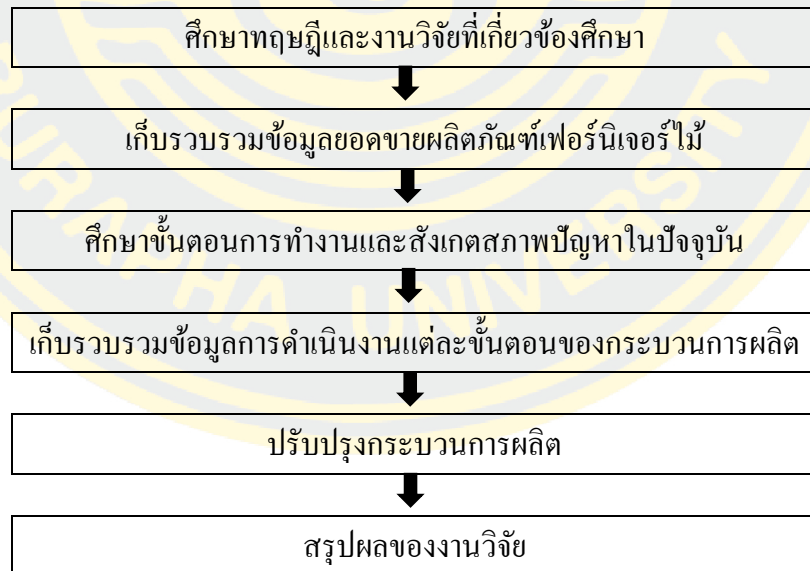 ศึกษาทฤษฎีและงานวิจัยที่เกี่ยวข้องศึกษา
เก็บรวบรวมข้อมูลยอดขายผลิตภัณฑ์เฟอร์นิเจอร์ไม้
ศึกษาขั้นตอนการทำงานและสังเกตสภาพปัญหาในปัจจุบัน
เก็บรวบรวมข้อมูลการดำเนินงานแต่ละขั้นตอนของกระบวนการผลิต
ปรับปรุงกระบวนการผลิต
สรุปผลของงานวิจัย
BURAPHA UNIVERSITY